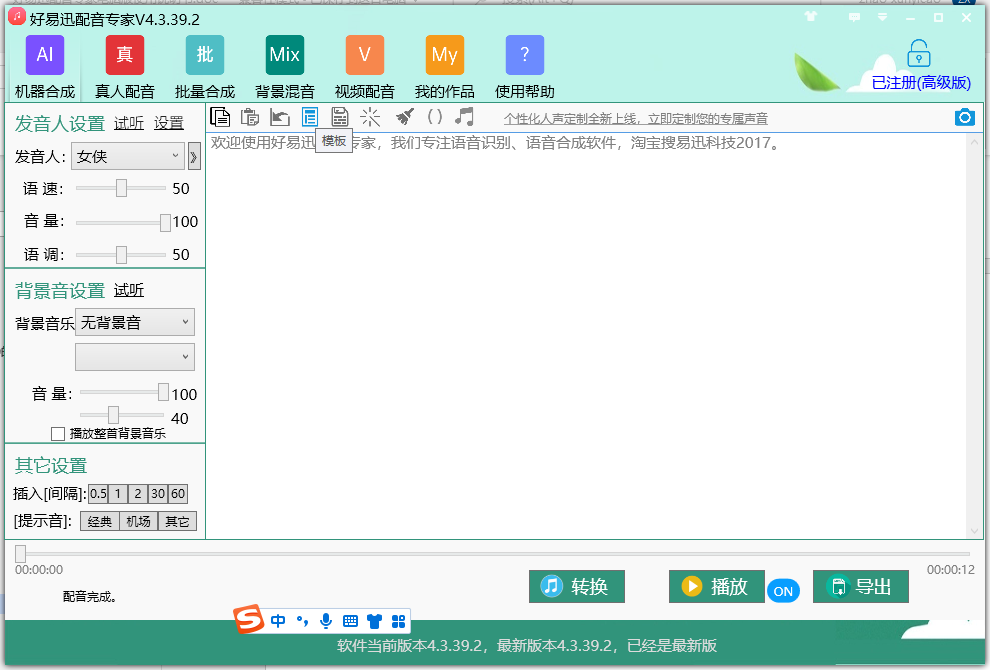 好易迅配音专家V4.3.39.2
AI 真 批 Mix V My ?
机器合成 真人配音 批量合成 背景混音 视频配音 我的作品 使用帮助
已注册(高级版)
发音人设置 试听 设置
个性化人声定制全新上线，立即定制您的专属声音
模板
欢迎使用好易迅 专家，我们专注语音识别、语音合成软件，淘宝搜易迅科技2017。
发音人: 女侠
语 速: 50
音 量: 100
语 调: 50
背景音设置 试听
背景音乐 无背景音
音 量: 100
40
播放整首背景音乐
其它设置
插入[间隔]: 0.5 1 2 30 60
[提示音]: 经典 机场 其它
00:00:00 00:00:12
配音完成。
转换 播放 ON 导出
S 中
软件当前版本4.3.39.2，最新版本4.3.39.2，已经是最新版